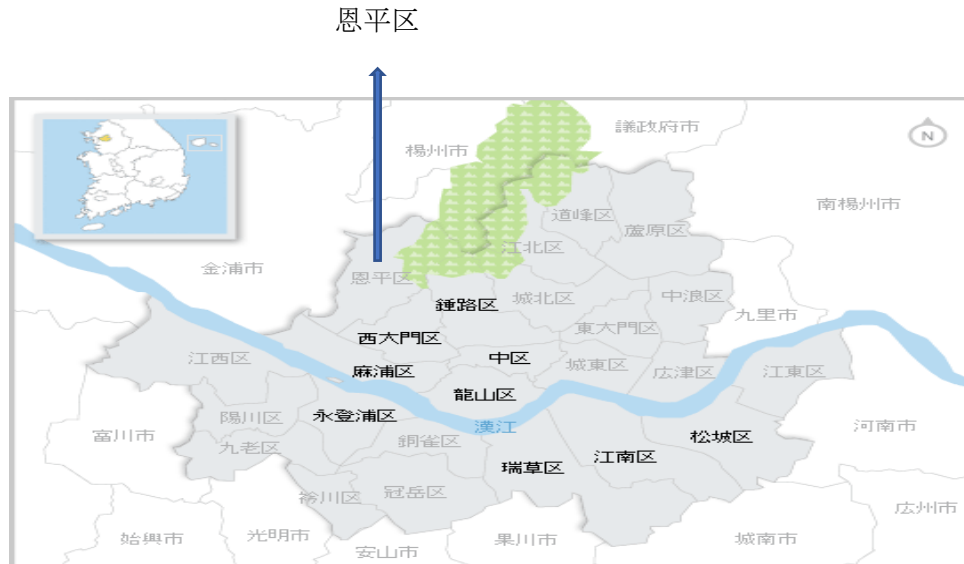 恩平区
議政府市
N
楊州市
南楊州市
道峰区
蘆原区
江北区
金浦市
恩平区
中浪区
鍾路区
城北区
九里市
東大門区
西大門区
中区
江西区
城東区
広津区
江東区
麻浦区
龍山区
永登浦区
陽川区
漢江
河南市
富川市
銅雀区
松坡区
九老区
江南区
瑞草区
冠岳区
衿川区
広州市
始興市
光明市
果川市
城南市
安山市